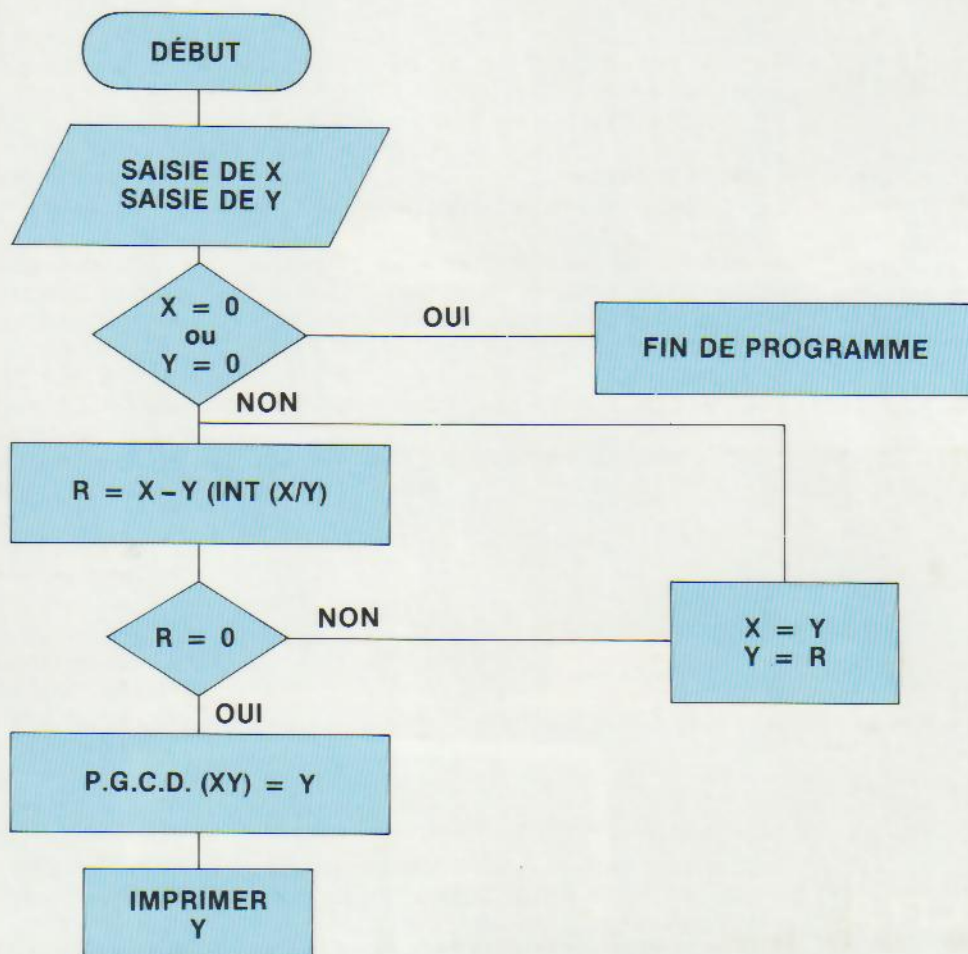 DÉBUT
SAISIE DE X
SAISIE DE Y
X = 0
ou
Y = 0
OUI
FIN DE PROGRAMME
NON
R = X–Y (INT (X/Y)
R = 0
NON
X = Y
Y = R
OUI
P.G.C.D. (XY) = Y
IMPRIMER
Y